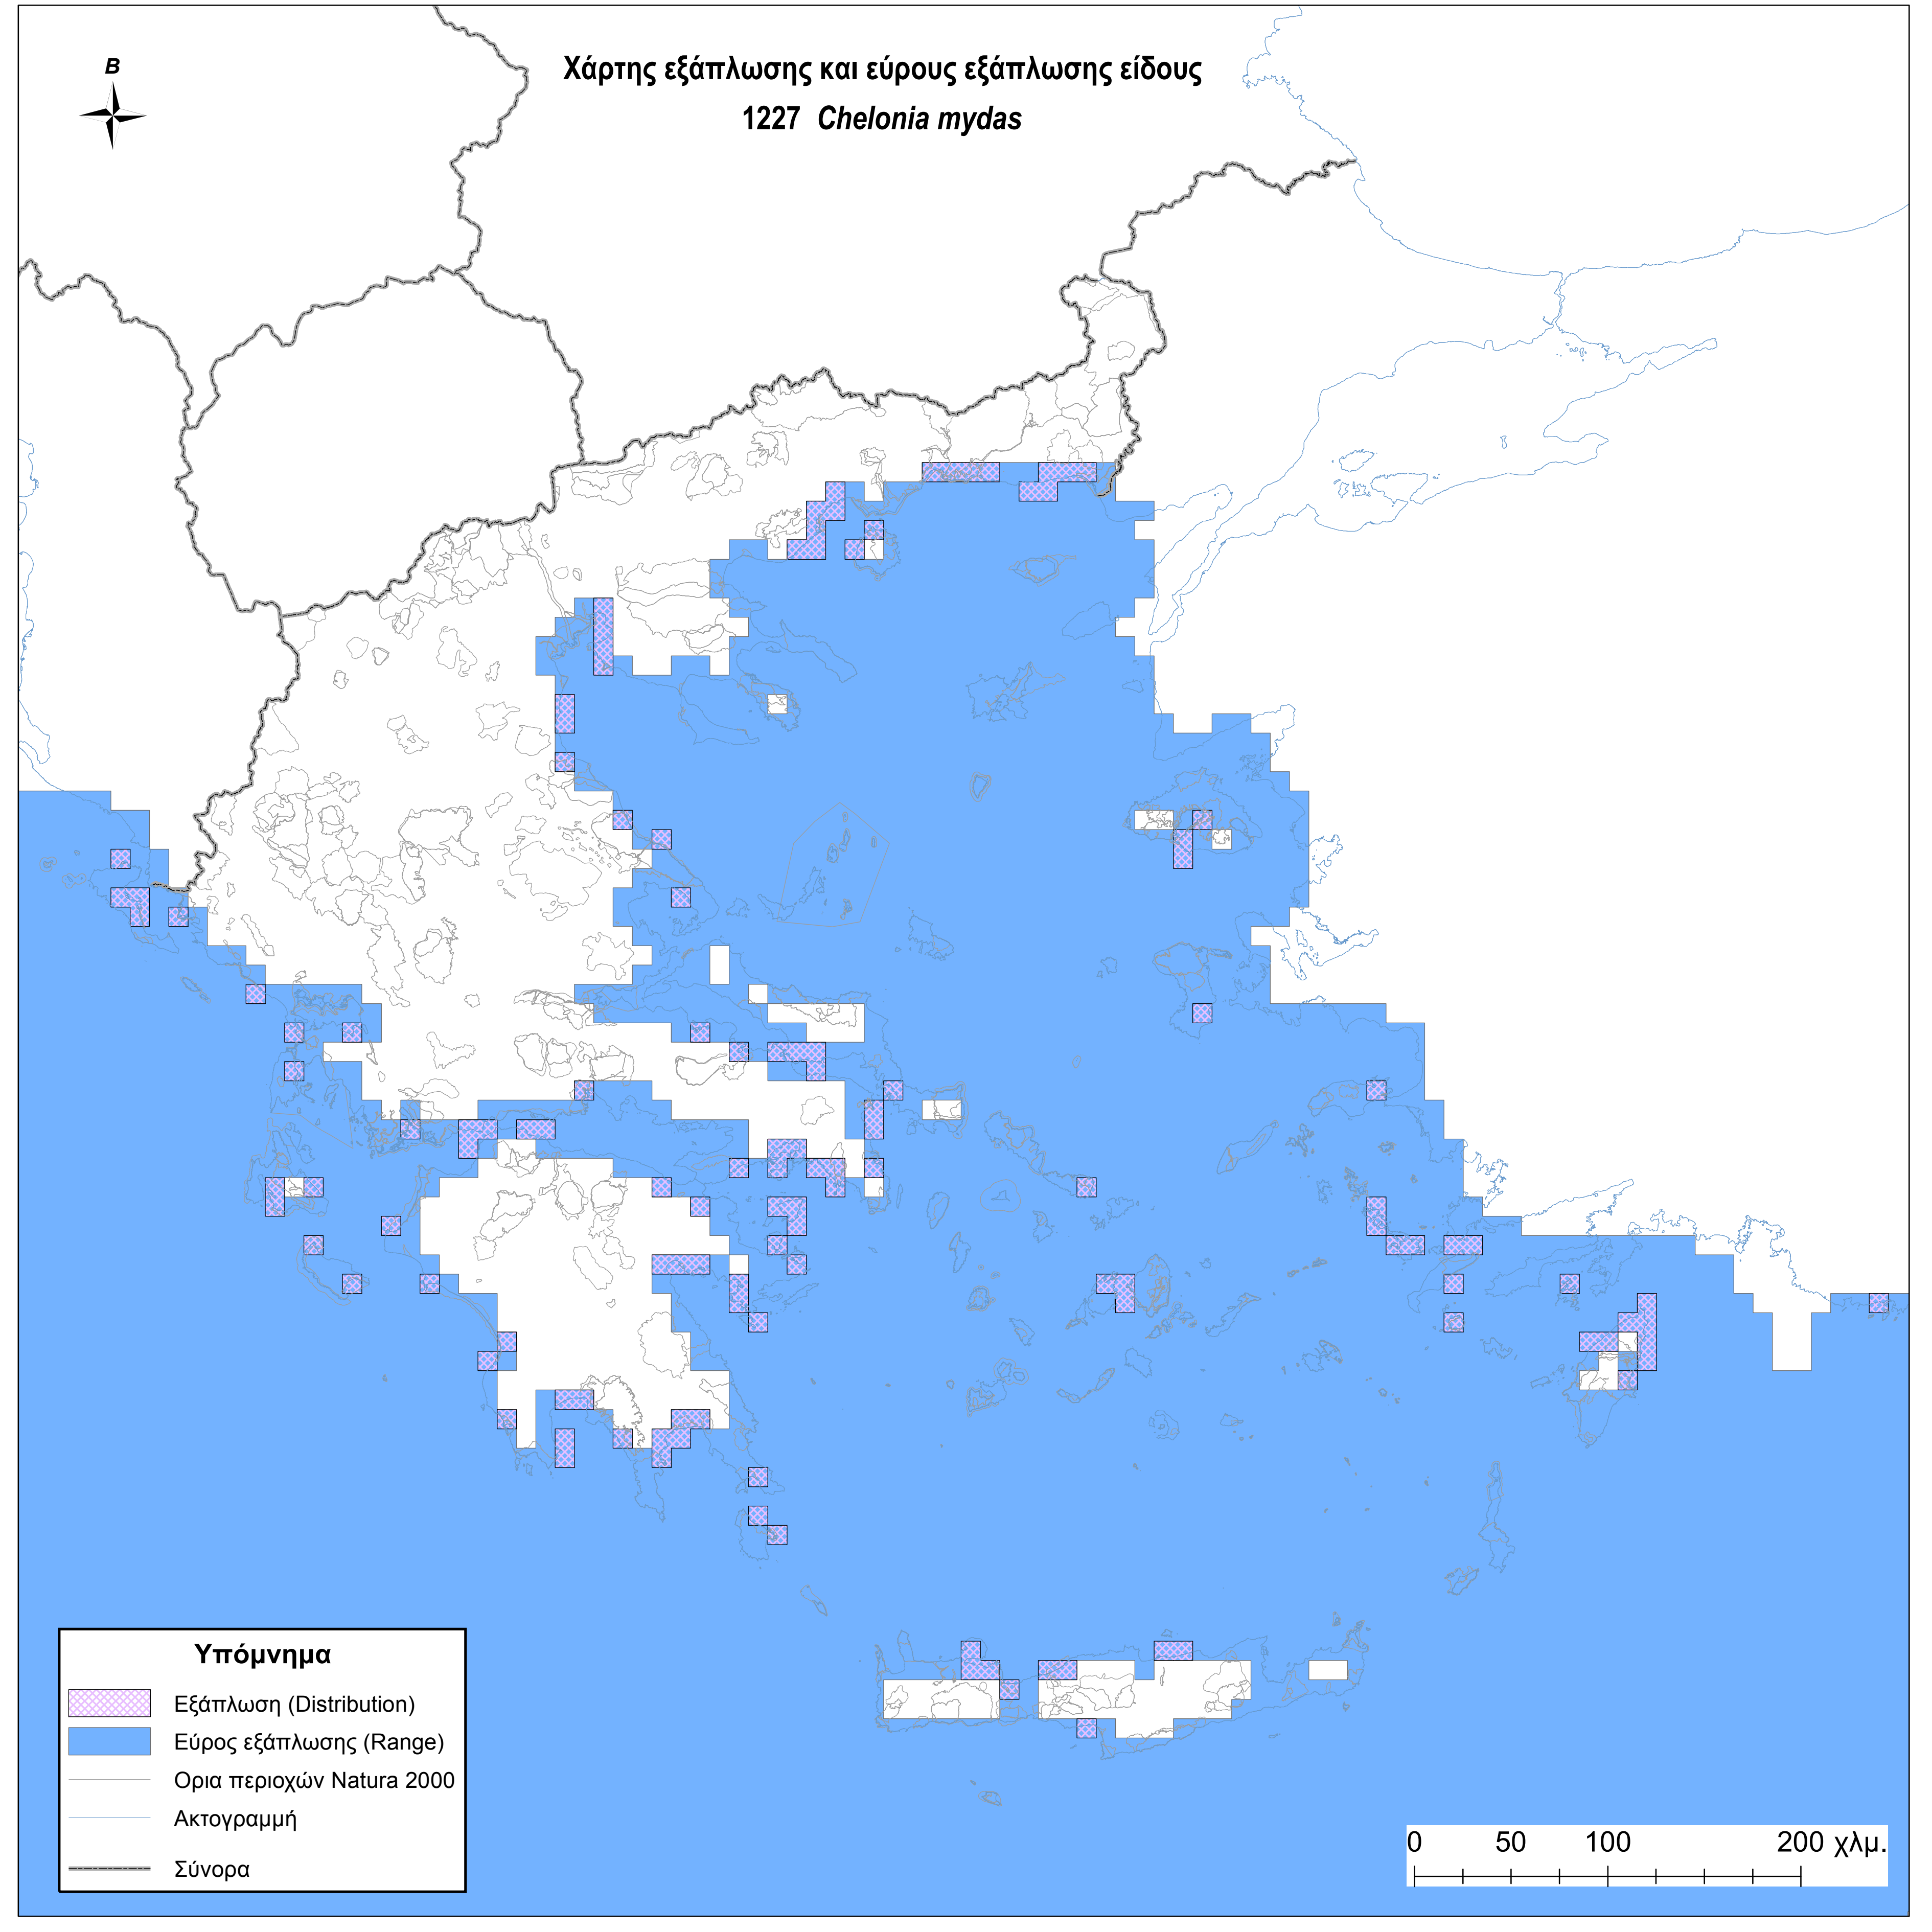 Χάρτης εξάπλωσης και εύρους εξάπλωσης είδους
1227 Chelonia mydas
Β
Υπόμνημα
Εξάπλωση (Distribution)
Εύρος εξάπλωσης (Range)
Ορια περιοχών Natura 2000
Ακτογραμμή
Σύνορα
0 50 100 200 χλμ.